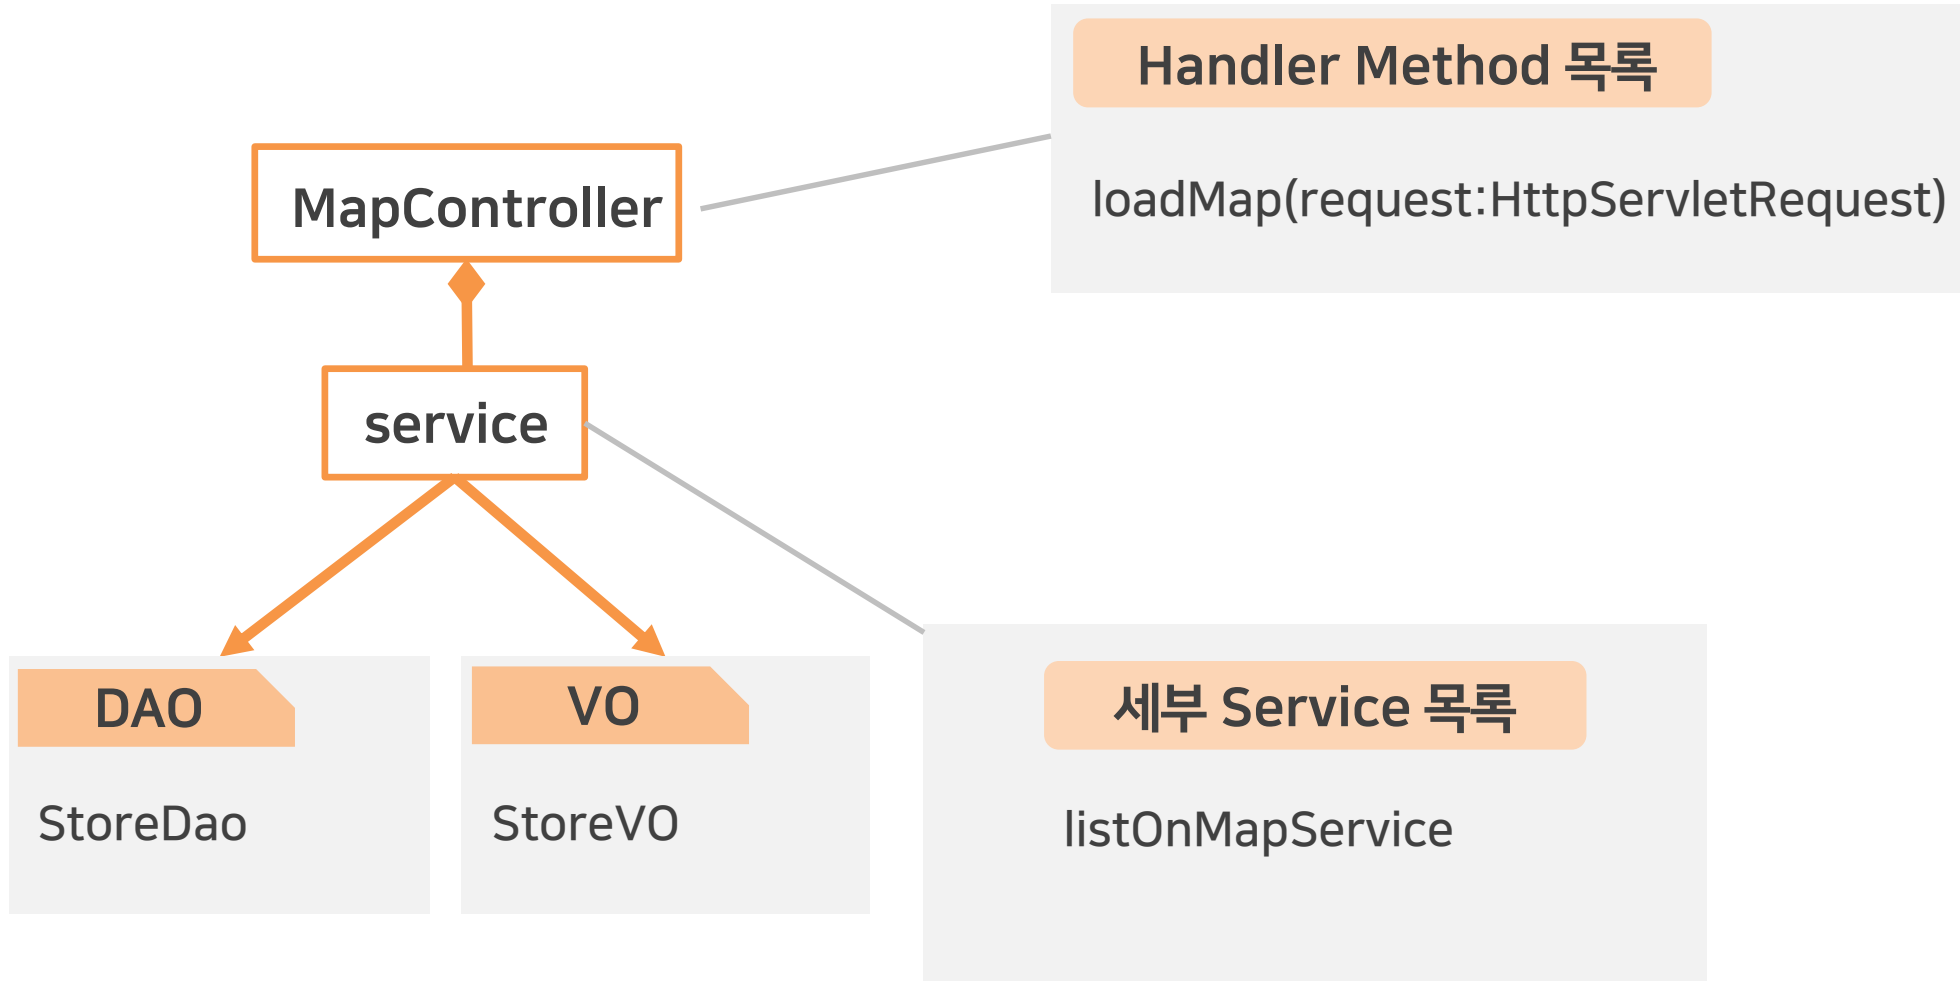 Handler Method 목록
loadMap(request:HttpServletRequest)
MapController
service
DAO
StoreDao
VO
StoreVO
세부 Service 목록
listOnMapService